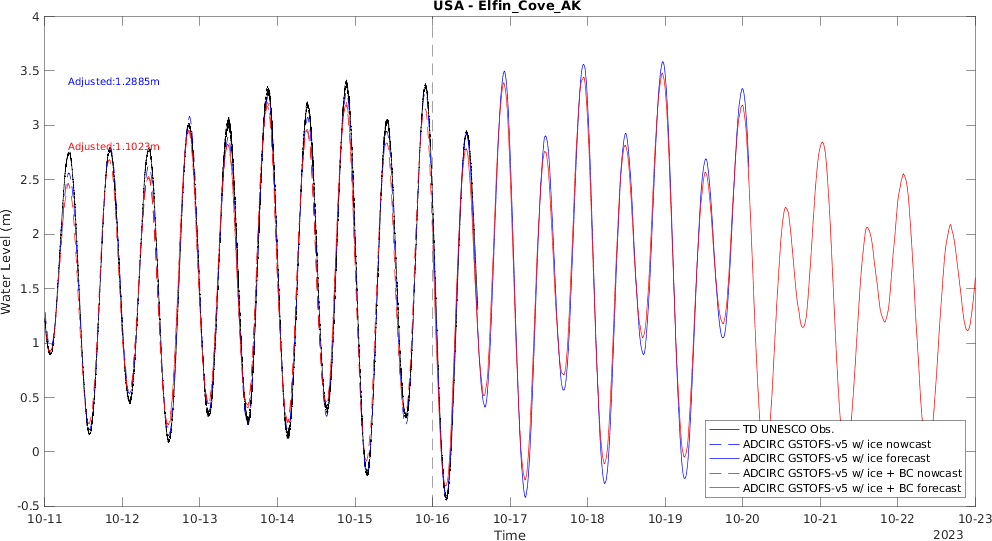 USA - Elfin_Cove_AK
4
3.5
3
2.5
2
1.5
1
0.5
0
-0.5
Water Level (m)
Adjusted:1.2885m
Adjusted:1.1023m
TD UNESCO Obs.
ADCIRC GSTOFS-v5 w/ ice nowcast
ADCIRC GSTOFS-v5 w/ ice forecast
ADCIRC GSTOFS-v5 w/ ice + BC nowcast
ADCIRC GSTOFS-v5 w/ ice + BC forecast
10-11 10-12 10-13 10-14 10-15 10-16 10-17 10-18 10-19 10-20 10-21 10-22 10-23
Time
2023